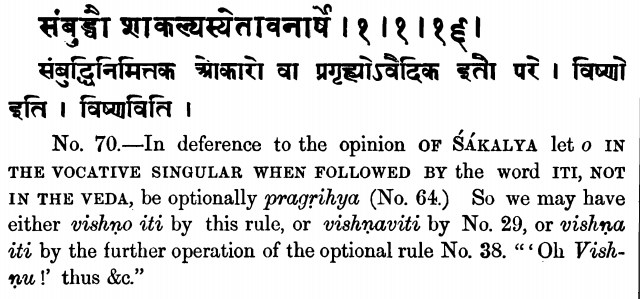 संबुद्धौ शाकल्यस्येतावनार्षे । १ । १ । १६ ।
संबुद्धिनिमित्तक ओकारो वा प्रगृह्योऽवैदिक इतौ परे । विष्णो
इति । विष्णविति ।
No. 70.—In deference to the opinion OF ŚÁKALYA let o IN
THE VOCATIVE SINGULAR WHEN FOLLOWED BY the word ITI, NOT
IN THE VEDA, be optionally pragrihya (No. 64.) So we may have
either vishṇo iti by this rule, or vishṇaviti by No. 29, or vishṇa
iti by the further operation of the optional rule No. 38. "'Oh Vish-
ṇu!' thus &c."